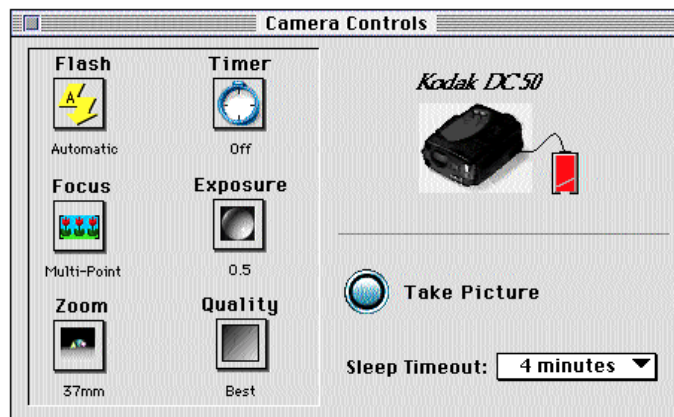 Camera Controls
Flash
Timer
A
Automatic
Off
Focus
Exposure
Multi-Point
0.5
Zoom
Quality
37mm
Best
Kodak DC50
Take Picture
Sleep Timeout: 4 minutes